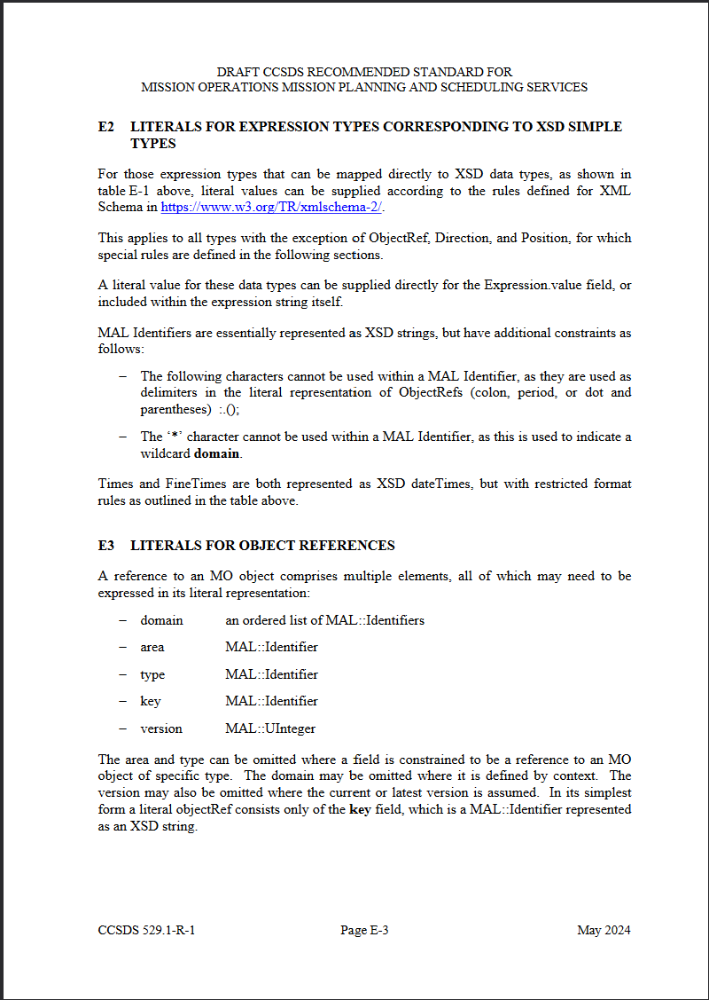 DRAFT CCSDS RECOMMENDED STANDARD FOR
MISSION OPERATIONS MISSION PLANNING AND SCHEDULING SERVICES
E2 LITERALS FOR EXPRESSION TYPES CORRESPONDING TO XSD SIMPLE
TYPES
For those expression types that can be mapped directly to XSD data types, as shown in
table E-1 above, literal values can be supplied according to the rules defined for XML
Schema in https://www.w3.org/TR/xmlschema-2/.
This applies to all types with the exception of ObjectRef, Direction, and Position, for which
special rules are defined in the following sections.
A literal value for these data types can be supplied directly for the Expression.value field, or
included within the expression string itself.
MAL Identifiers are essentially represented as XSD strings, but have additional constraints as
follows:
– The following characters cannot be used within a MAL Identifier, as they are used as
delimiters in the literal representation of ObjectRefs (colon, period, or dot and
parentheses) :.();
– The ‘*’ character cannot be used within a MAL Identifier, as this is used to indicate a
wildcard domain.
Times and FineTimes are both represented as XSD dateTimes, but with restricted format
rules as outlined in the table above.
E3 LITERALS FOR OBJECT REFERENCES
A reference to an MO object comprises multiple elements, all of which may need to be
expressed in its literal representation:
– domain an ordered list of MAL::Identifiers
– area MAL::Identifier
– type MAL::Identifier
– key MAL::Identifier
– version MAL::UInteger
The area and type can be omitted where a field is constrained to be a reference to an MO
object of specific type. The domain may be omitted where it is defined by context. The
version may also be omitted where the current or latest version is assumed. In its simplest
form a literal objectRef consists only of the key field, which is a MAL::Identifier represented
as an XSD string.
CCSDS 529.1-R-1 Page E-3 May 2024